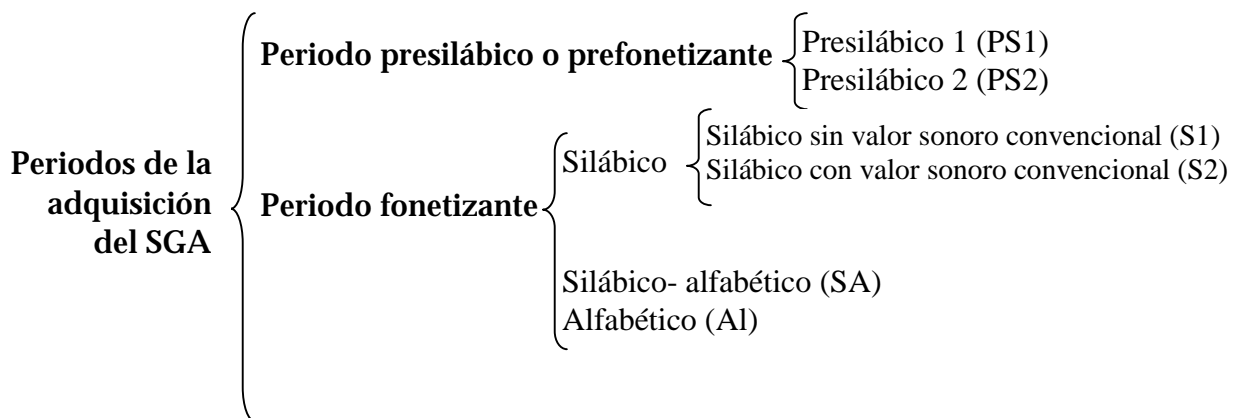 Periodos de la
adquisición
del SGA
Periodo presilábico o prefonetizante
Presilábico 1 (PS1)
Presilábico 2 (PS2)
Periodo fonetizante
Silábico
Silábico sin valor sonoro convencional (S1)
Silábico con valor sonoro convencional (S2)
Silábico- alfabético (SA)
Alfabético (Al)